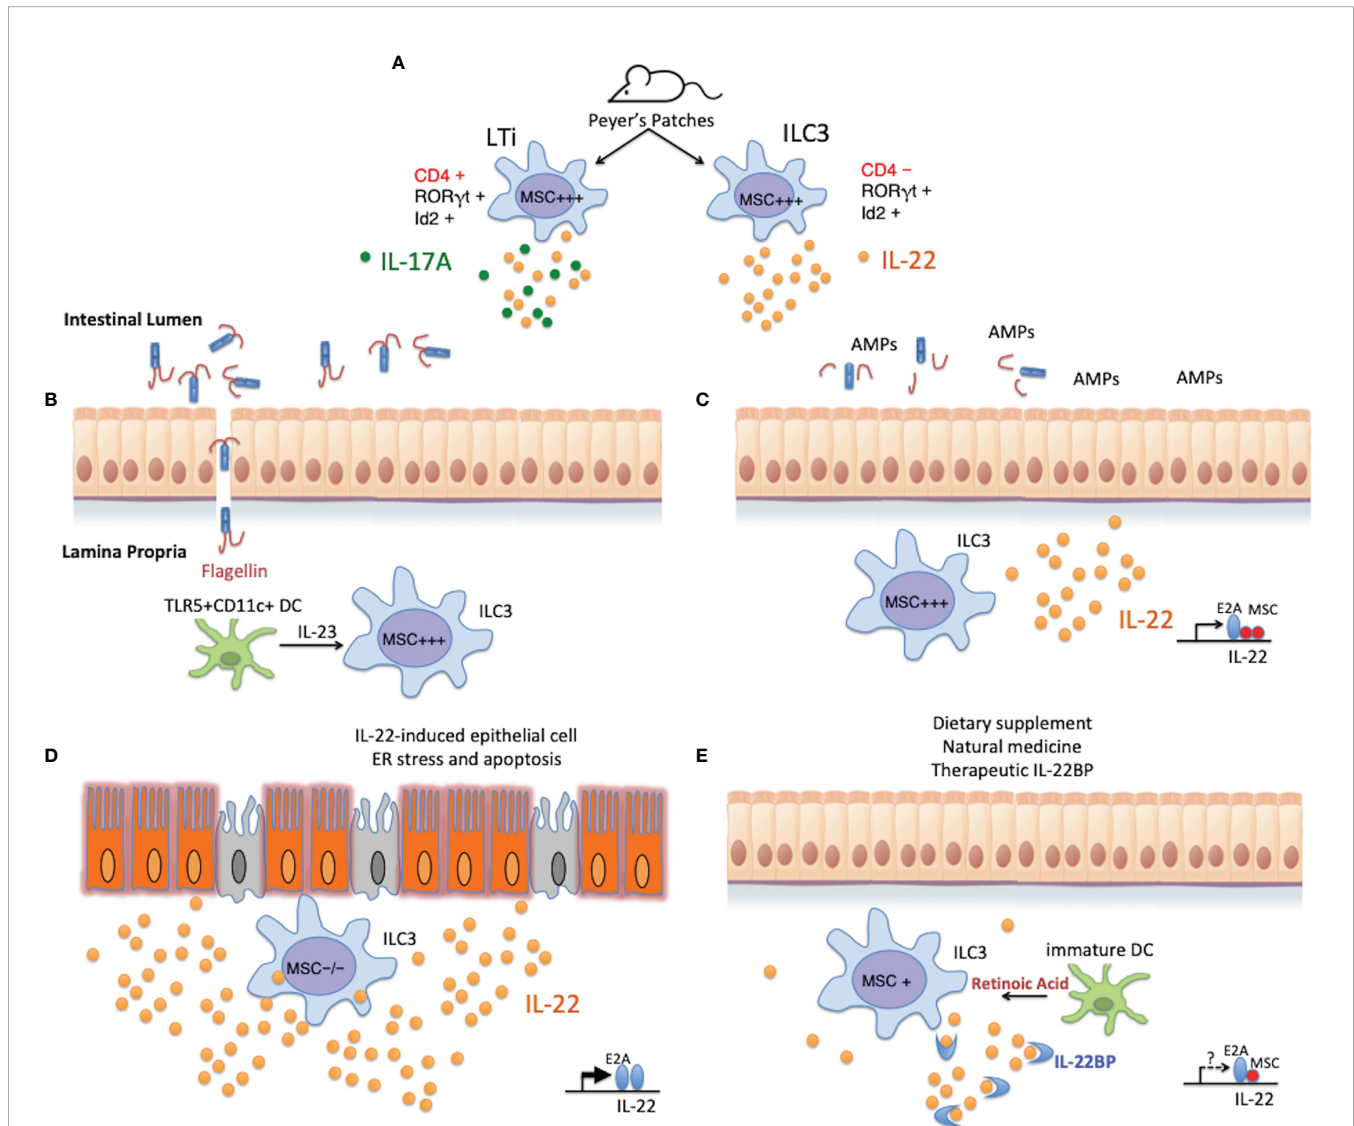 A
Peyer's Patches
LTi
ILC3
CD4 +
RORγt +
Id2 +
MSC+++
MSC+++
CD4 −
RORγt +
Id2 +
IL-17A
IL-22
Intestinal Lumen
AMPs
AMPs
AMPs
AMPs
B
C
Lamina Propria
Flagellin
TLR5+CD11c+ DC
IL-23
MSC+++
ILC3
ILC3
MSC+++
IL-22
E2A MSC
IL-22
D
IL-22-induced epithelial cell
ER stress and apoptosis
ILC3
MSC−/−
IL-22
E2A
IL-22
E
Dietary supplement
Natural medicine
Therapeutic IL-22BP
ILC3
MSC +
immature DC
Retinoic Acid
IL-22BP
? E2A
MSC
IL-22